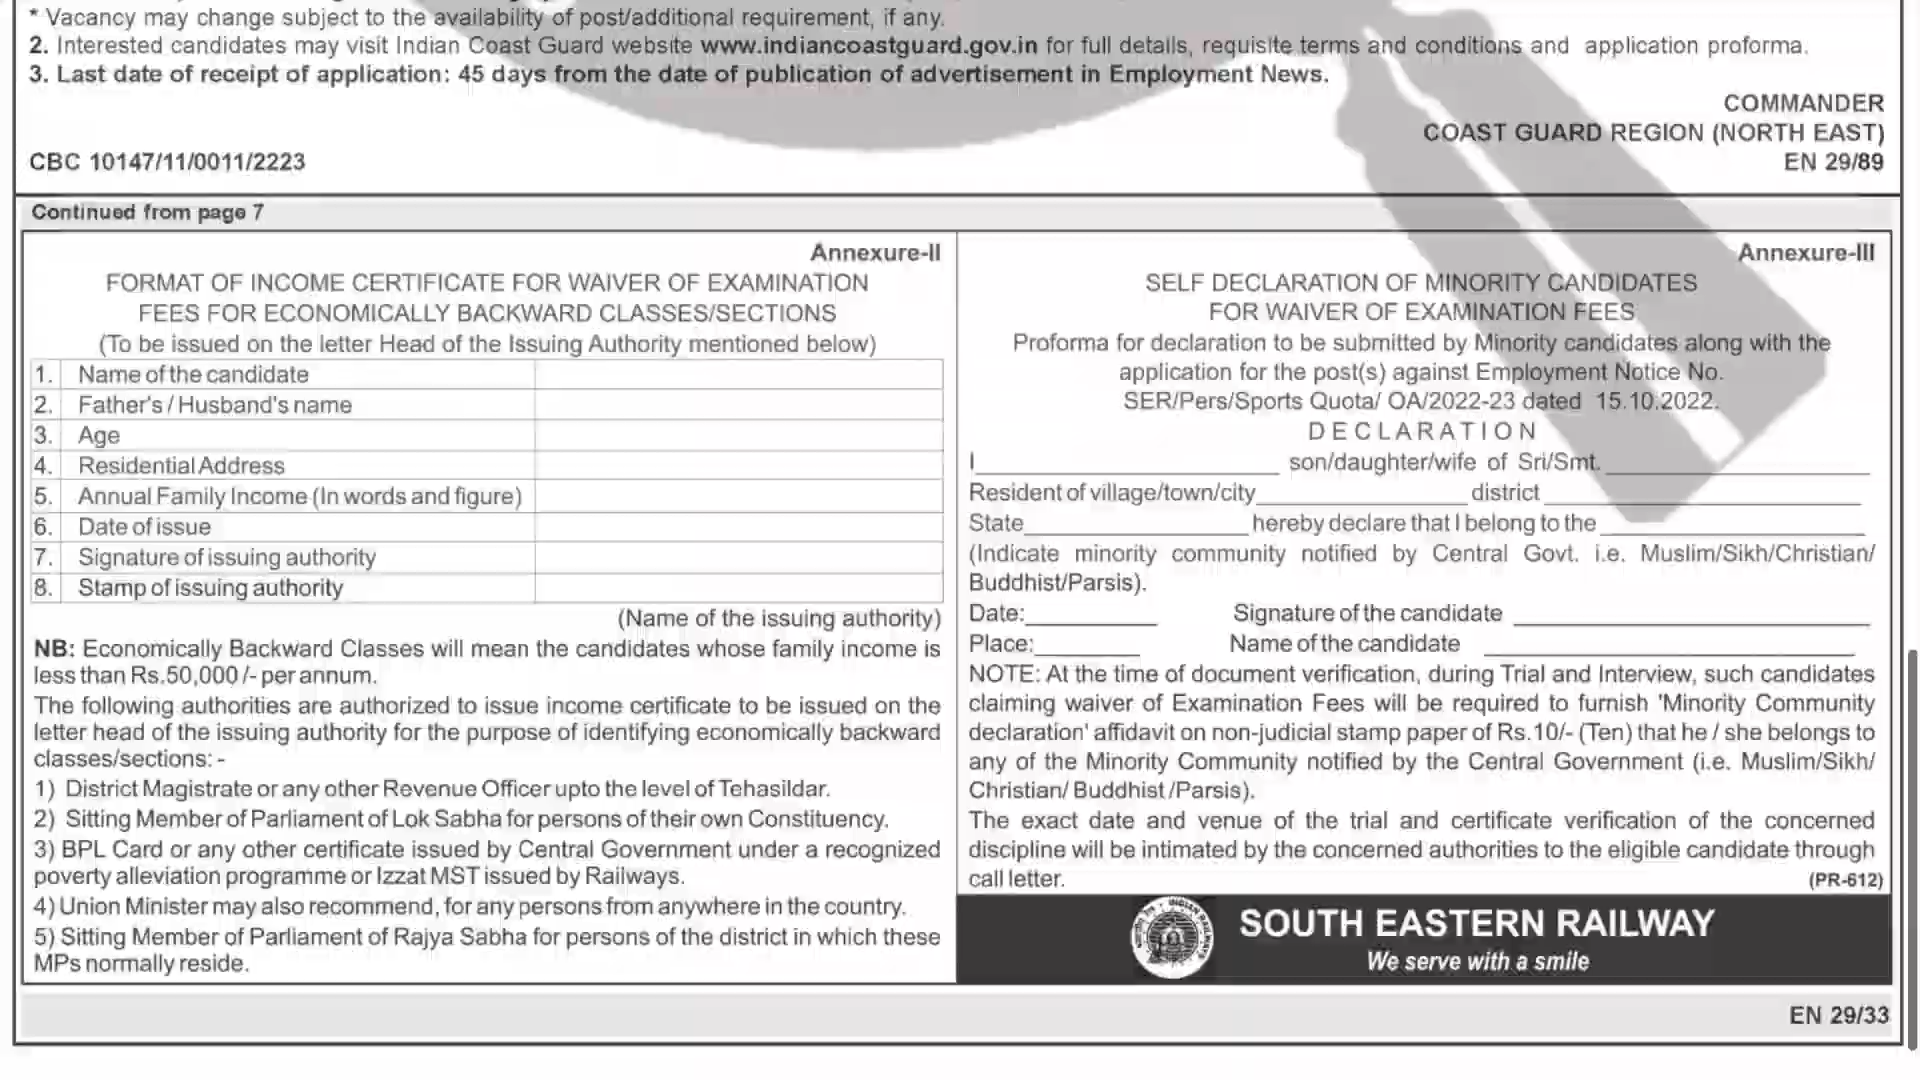 * Vacancy may change subject to the availability of post/additional requirement, if any.
2. Interested candidates may visit Indian Coast Guard website www.indiancoastguard.gov.in for full details, requisite terms and conditions and application proforma.
3. Last date of receipt of application: 45 days from the date of publication of advertisement in Employment News.
COMMANDER
COAST GUARD REGION (NORTH EAST)
CBC 10147/11/0011/2223
EN 29/89
Continued from page 7
Annexure-II
FORMAT OF INCOME CERTIFICATE FOR WAIVER OF EXAMINATION
FEES FOR ECONOMICALLY BACKWARD CLASSES/SECTIONS
(To be issued on the letter Head of the Issuing Authority mentioned below)
1. Name of the candidate
2. Father's / Husband's name
3. Age
4. Residential Address
5. Annual Family Income (In words and figure)
6. Date of issue
7. Signature of issuing authority
8. Stamp of issuing authority
(Name of the issuing authority)
NB: Economically Backward Classes will mean the candidates whose family income is
less than Rs.50,000 /- per annum.
The following authorities are authorized to issue income certificate to be issued on the
letter head of the issuing authority for the purpose of identifying economically backward
classes/sections: -
1) District Magistrate or any other Revenue Officer upto the level of Tehasildar.
2) Sitting Member of Parliament of Lok Sabha for persons of their own Constituency.
3) BPL Card or any other certificate issued by Central Government under a recognized
poverty alleviation programme or Izzat MST issued by Railways.
4) Union Minister may also recommend, for any persons from anywhere in the country.
5) Sitting Member of Parliament of Rajya Sabha for persons of the district in which these
MPs normally reside.
Annexure-III
SELF DECLARATION OF MINORITY CANDIDATES
FOR WAIVER OF EXAMINATION FEES
Proforma for declaration to be submitted by Minority candidates along with the
application for the post(s) against Employment Notice No.
SER/Pers/Sports Quota/ OA/2022-23 dated 15.10.2022.
DECLARATION
I____________ son/daughter/wife of Sri/Smt.____________
Resident of village/town/city____________ district____________
State____________ hereby declare that I belong to the____________
(Indicate minority community notified by Central Govt. i.e. Muslim/Sikh/Christian/
Buddhist/Parsis).
Date:________ Signature of the candidate ____________
Place:________ Name of the candidate ____________
NOTE: At the time of document verification, during Trial and Interview, such candidates
claiming waiver of Examination Fees will be required to furnish 'Minority Community
declaration' affidavit on non-judicial stamp paper of Rs.10/- (Ten) that he / she belongs to
any of the Minority Community notified by the Central Government (i.e. Muslim/Sikh/
Christian/ Buddhist /Parsis).
The exact date and venue of the trial and certificate verification of the concerned
discipline will be intimated by the concerned authorities to the eligible candidate through
call letter. (PR-612)
SOUTH EASTERN RAILWAY
We serve with a smile
EN 29/33